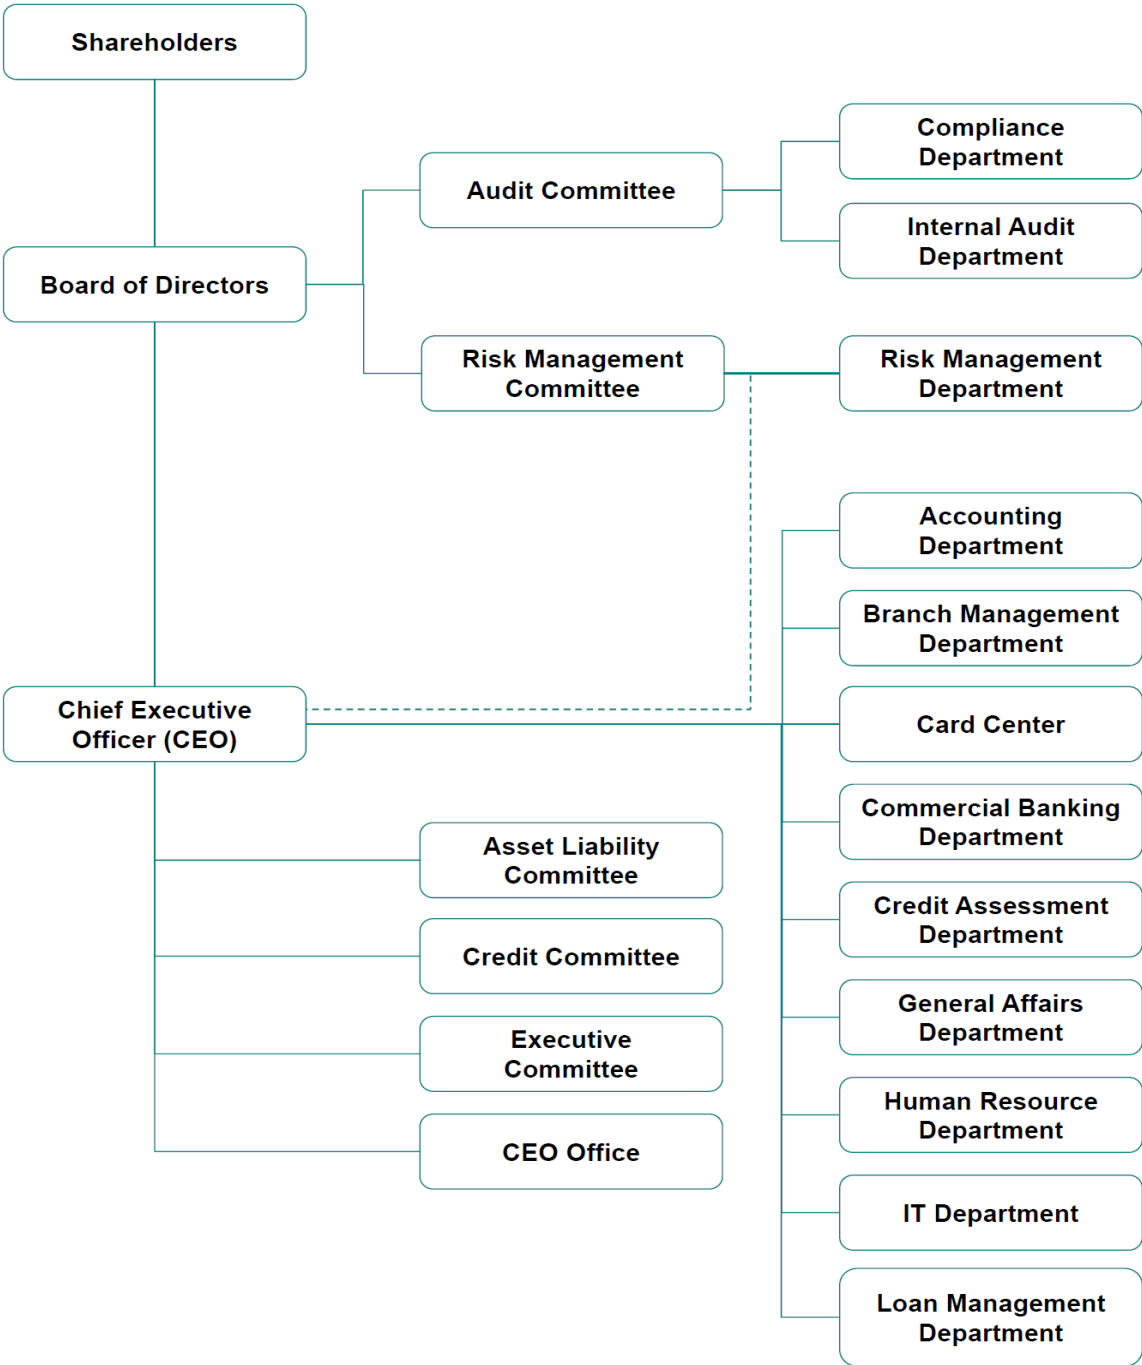 Shareholders
Board of Directors
Audit Committee
Compliance
Department
Internal Audit
Department
Risk Management
Committee
Risk Management
Department
Chief Executive
Officer (CEO)
Accounting
Department
Branch Management
Department
Card Center
Commercial Banking
Department
Credit Assessment
Department
General Affairs
Department
Human Resource
Department
IT Department
Loan Management
Department
Asset Liability
Committee
Credit Committee
Executive
Committee
CEO Office